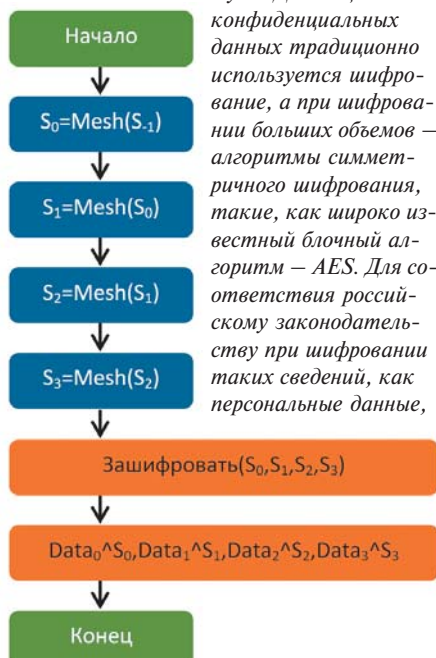 Начало
S₀=Mesh(S₋₁)
S₁=Mesh(S₀)
S₂=Mesh(S₁)
S₃=Mesh(S₂)
Зашифровать(S₀,S₁,S₂,S₃)
Data₀^S₀,Data₁^S₁,Data₂^S₂,Data₃^S₃
Конец
конфиденциальных
данных традиционно
используется шифро-
вание, а при шифрова-
нии больших объемов —
алгоритмы симмет-
ричного шифрования,
такие, как широко из-
вестный блочный ал-
горитм — AES. Для со-
ответствия россий-
скому законодатель-
ству при шифровании
таких сведений, как
персональные данные,